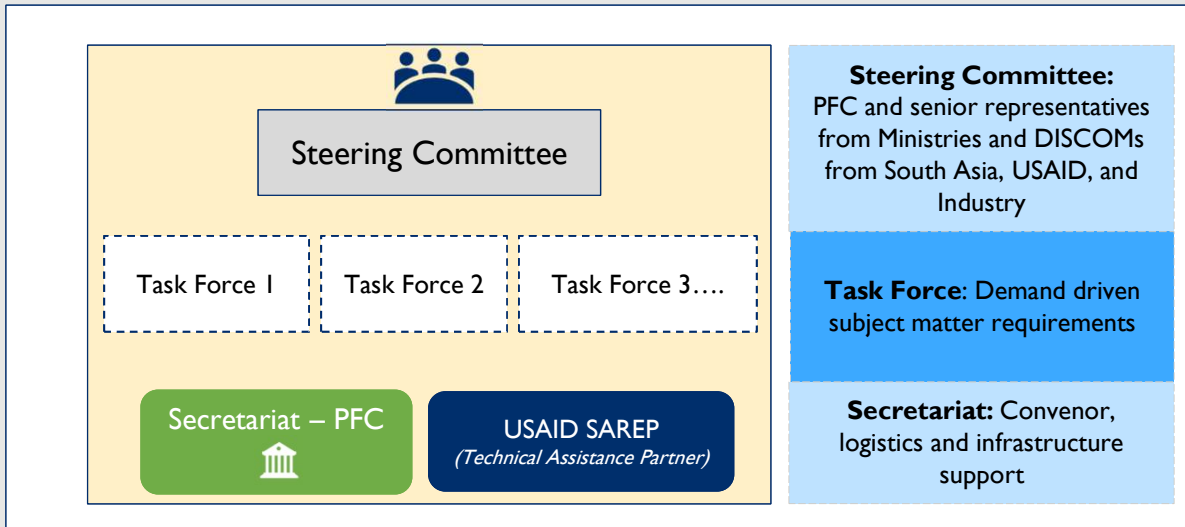 Steering Committee
Task Force 1
Task Force 2
Task Force 3....
Secretariat – PFC
USAID SAREP
(Technical Assistance Partner)
Steering Committee:
PFC and senior representatives
from Ministries and DISCOMs
from South Asia, USAID, and
Industry
Task Force: Demand driven
subject matter requirements
Secretariat: Convenor,
logistics and infrastructure
support